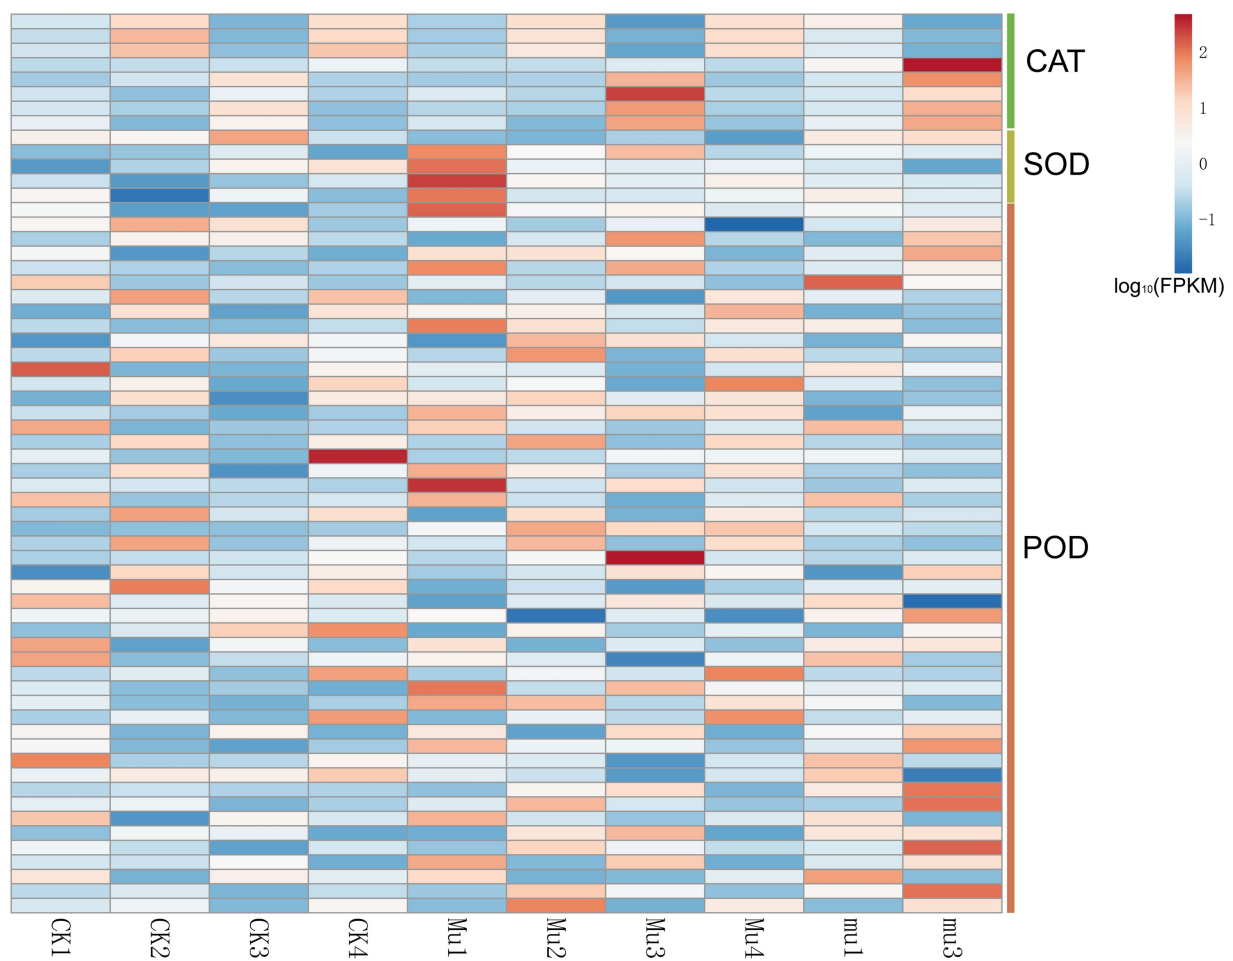 CAT
SOD
POD
2
1
0
−1
log₁₀(FPKM)
CK1 CK2 CK3 CK4 Mu1 Mu2 Mu3 Mu4 mu1 mu3